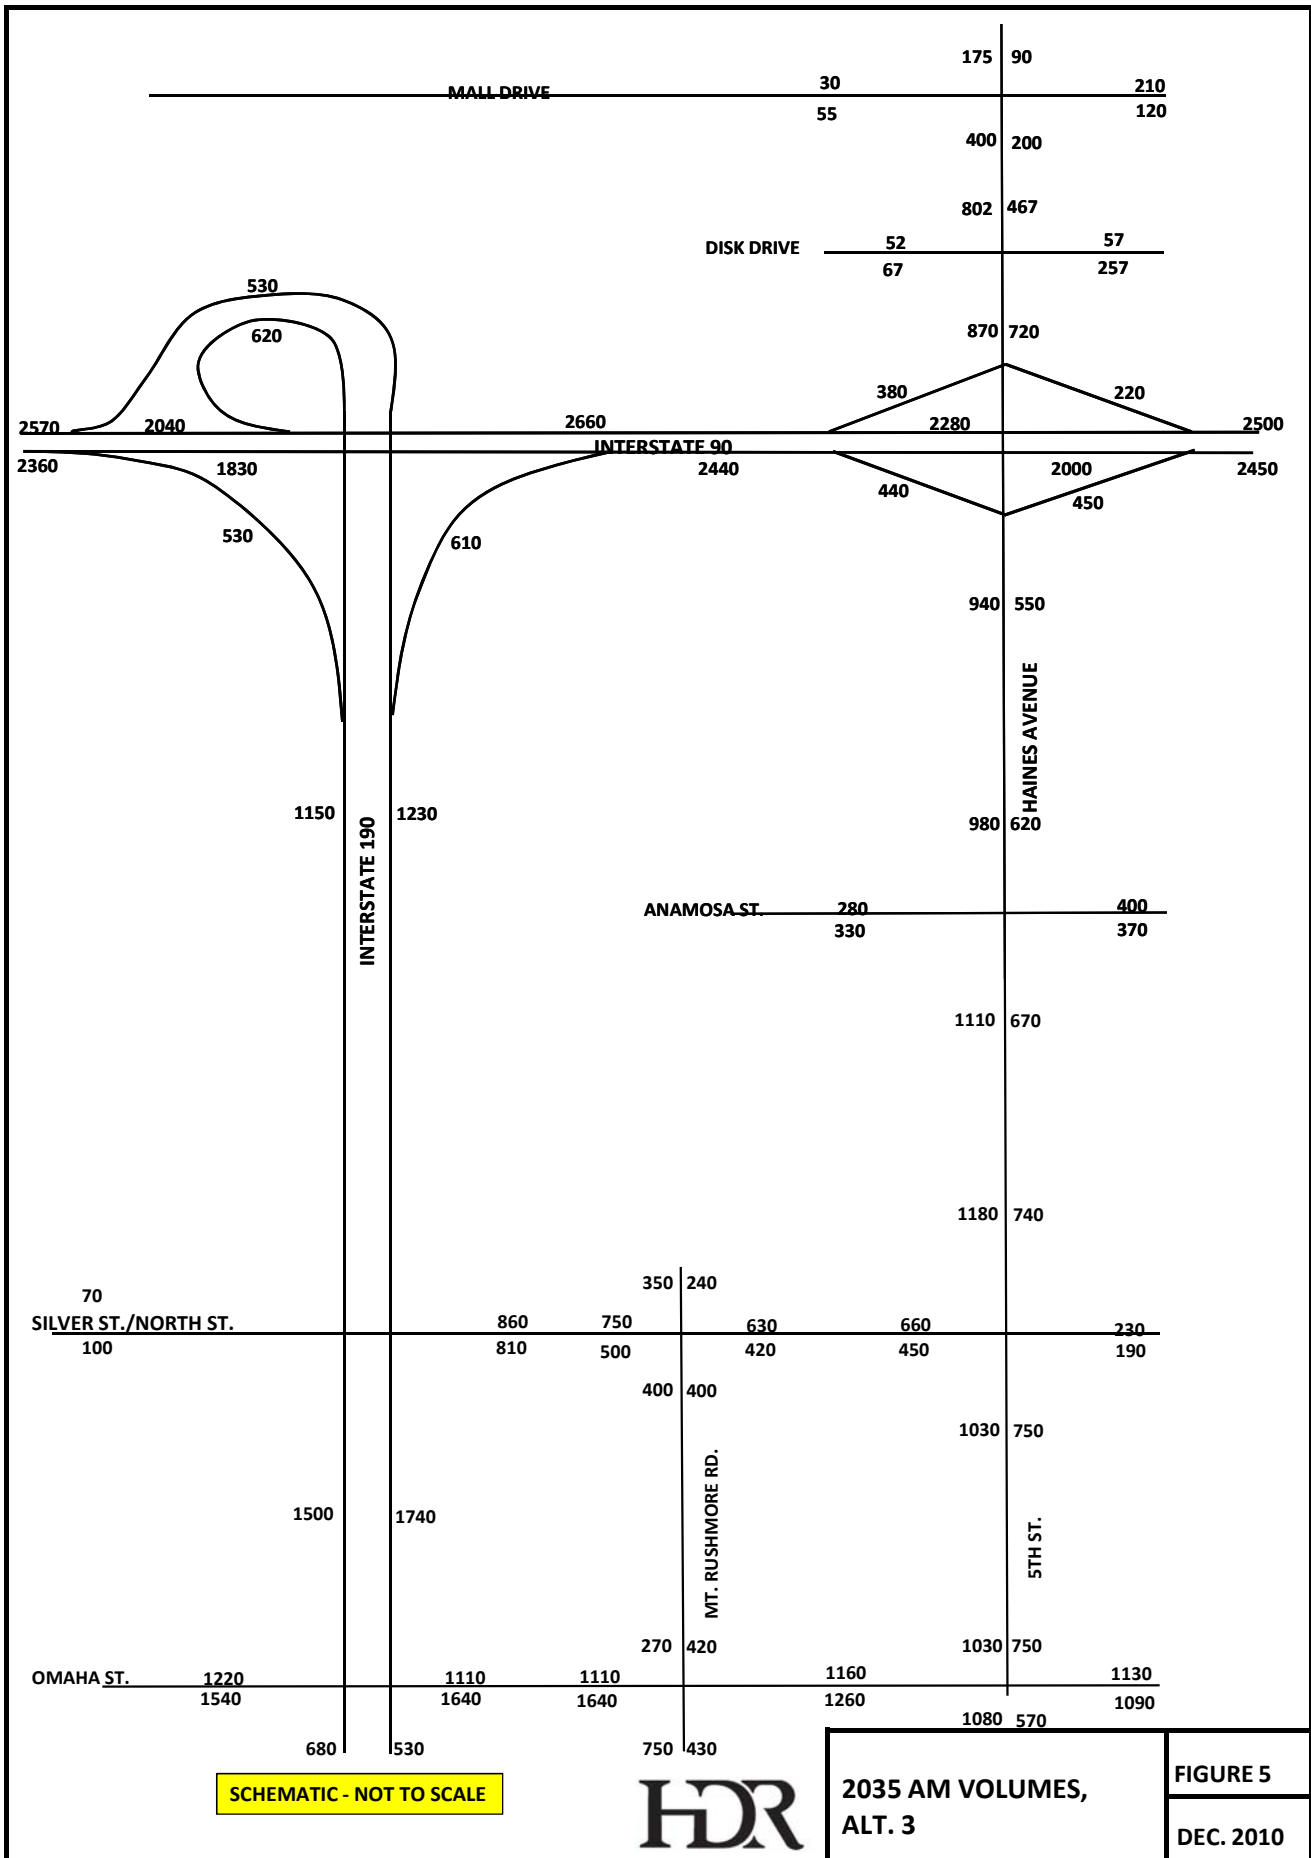 175 90
30 210
MALL DRIVE
55 120
400 200
802 467
DISK DRIVE 52 57
67 257
530
620 870 720
380 220
2570 2040 2660 2280 2500
INTERSTATE 90
2360 1830 2440 2000 2450
440 450
530 610
940 550
HAINES AVENUE
1150 1230 980 620
INTERSTATE 190
ANAMOSA ST. 280 400
330 370
1110 670
1180 740
350 240
70
SILVER ST./NORTH ST. 860 750 630 660 230
100 810 500 420 450 190
400 400
1030 750
MT. RUSHMORE RD.
1500 1740
5TH ST.
270 420 1030 750
OMAHA ST. 1220 1110 1110 1160 1130
1540 1640 1640 1260 1090
1080 570
680 530 750 430
SCHEMATIC - NOT TO SCALE
HDR
2035 AM VOLUMES,
ALT. 3
FIGURE 5
DEC. 2010